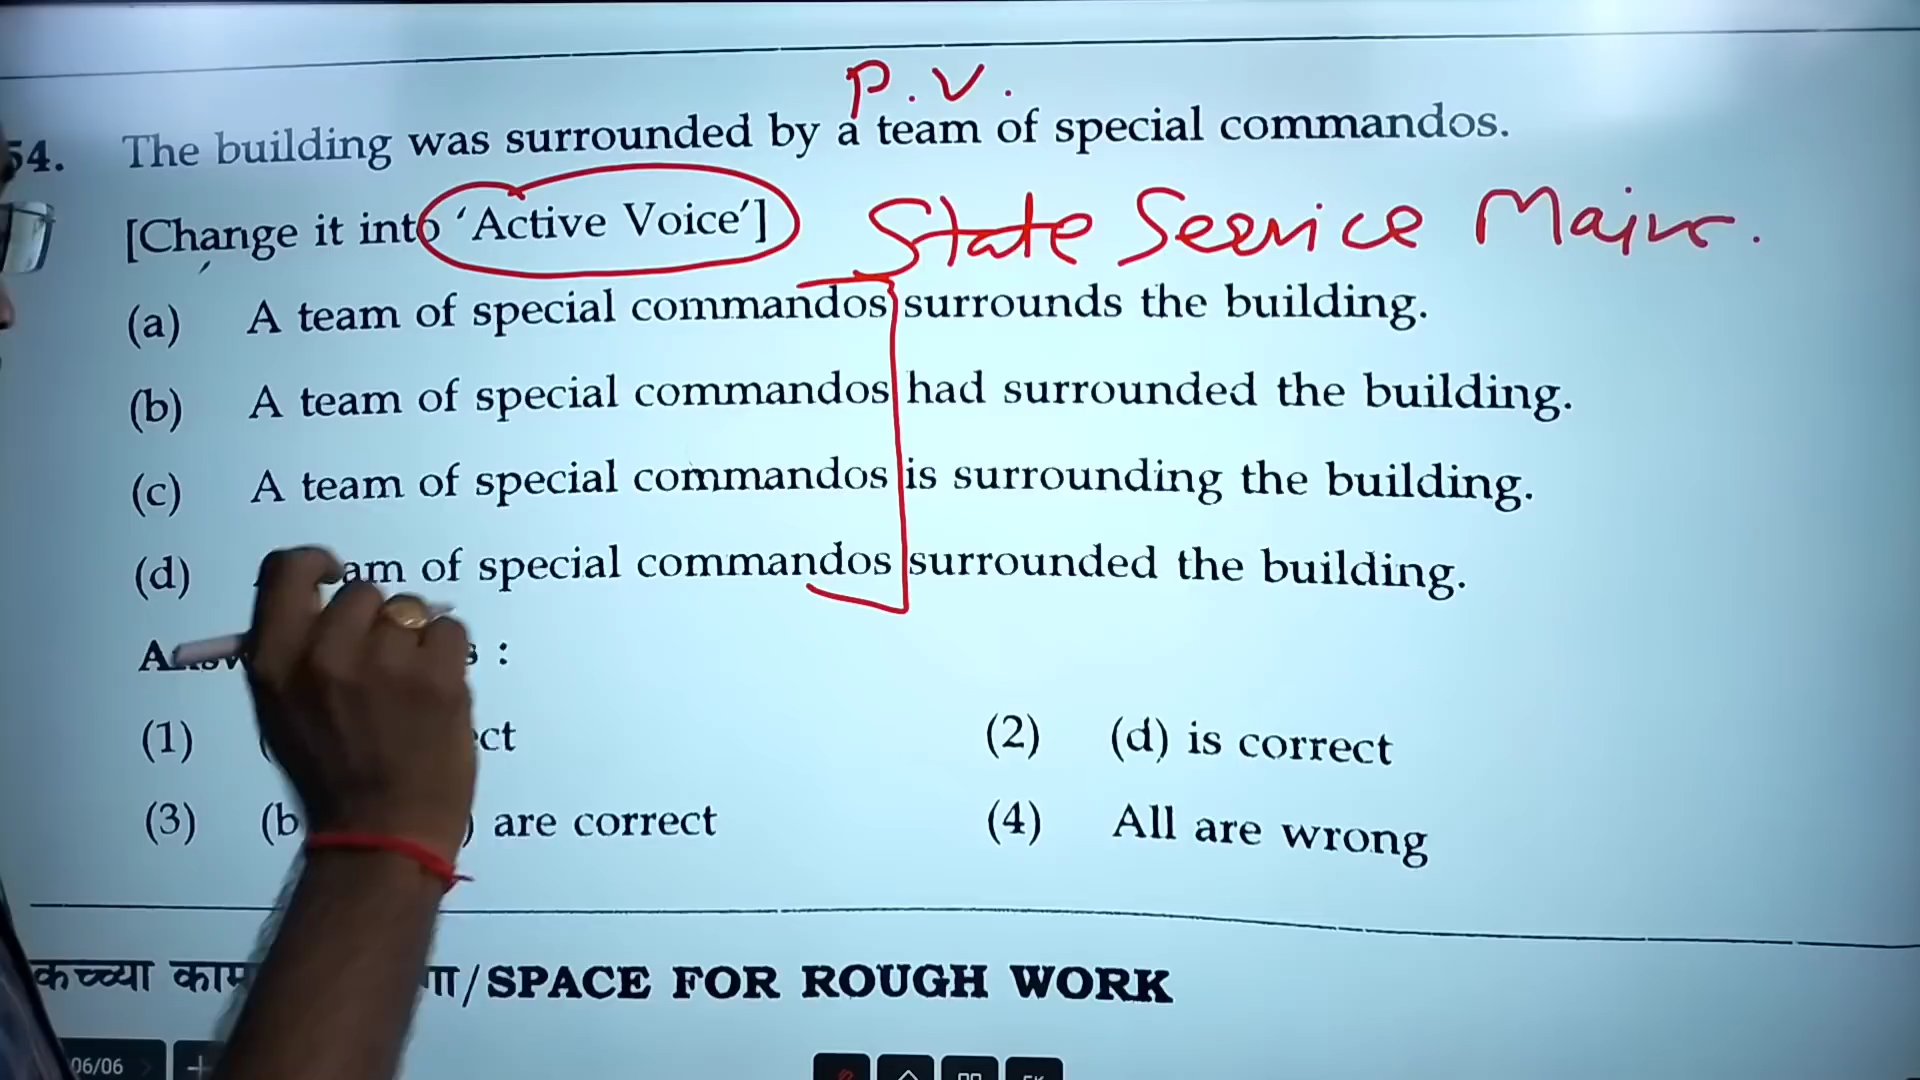 P.V.
54. The building was surrounded by a team of special commandos.
[Change it into 'Active Voice'] State Service Mains.
(a) A team of special commandos surrounds the building.
(b) A team of special commandos had surrounded the building.
(c) A team of special commandos is surrounding the building.
(d) of special commandos surrounded the building.
:
(1) (2) (d) is correct
(3) (b are correct (4) All are wrong
कच्च्या /SPACE FOR ROUGH WORK
06/06